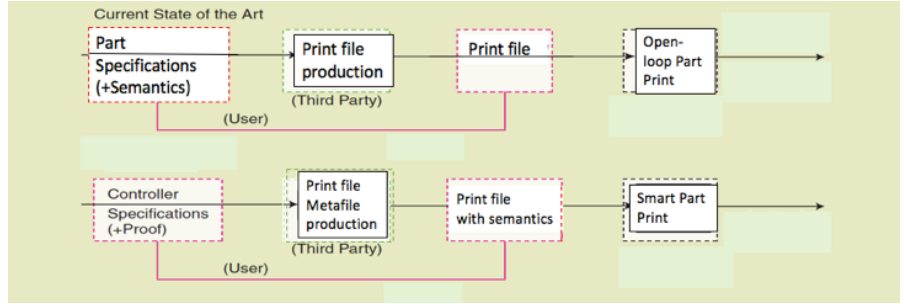 Current State of the Art
Part
Specifications
(+Semantics)
Print file
production
(Third Party)
Print file
Open-
loop Part
Print
(User)
Controller
Specifications
(+Proof)
Print file
Metafile
production
(Third Party)
Print file
with semantics
Smart Part
Print
(User)